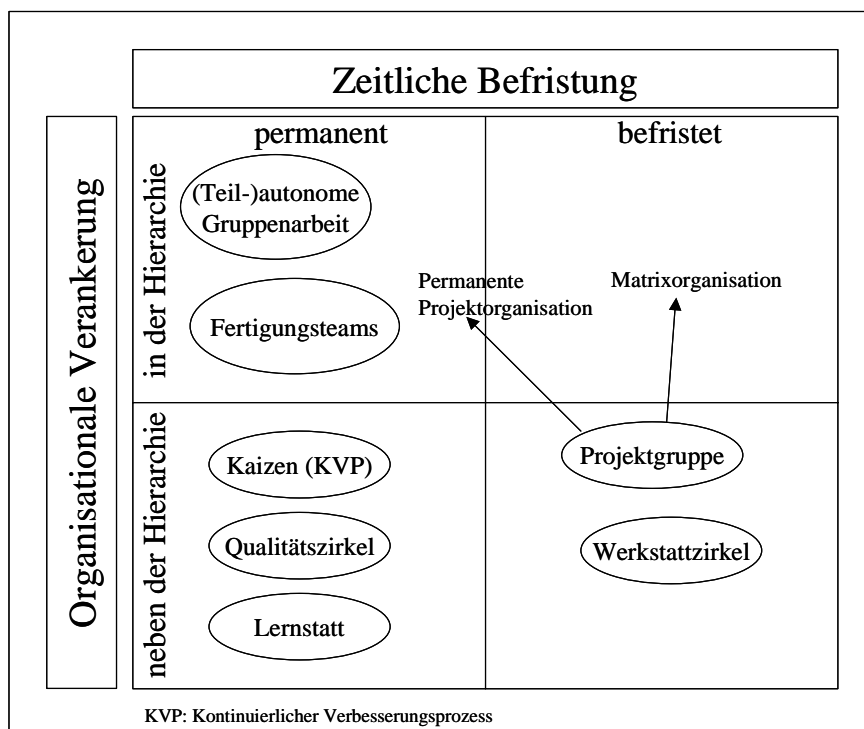 Zeitliche Befristung
Organisationale Verankerung
permanent
befristet
in der Hierarchie
(Teil-)autonome
Gruppenarbeit
Fertigungsteams
Permanente
Projektorganisation
Matrixorganisation
neben der Hierarchie
Kaizen (KVP)
Qualitätszirkel
Lernstatt
Projektgruppe
Werkstattzirkel
KVP: Kontinuierlicher Verbesserungsprozess